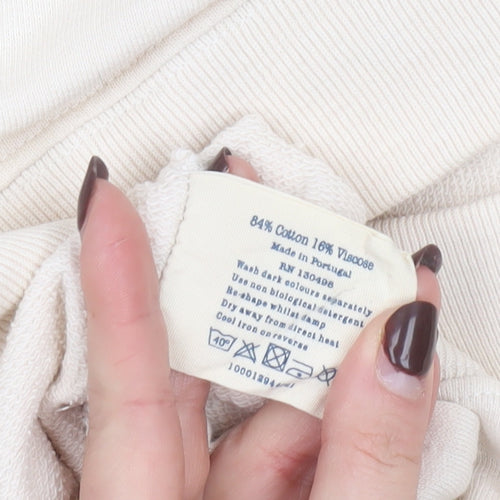 84% Cotton 16% Viscose
Made in Portugal
RN 130498
Wash dark colours separately
Use non biological detergent
Re-shape whilst damp
Dry away from direct heat
Cool iron on reverse
40°